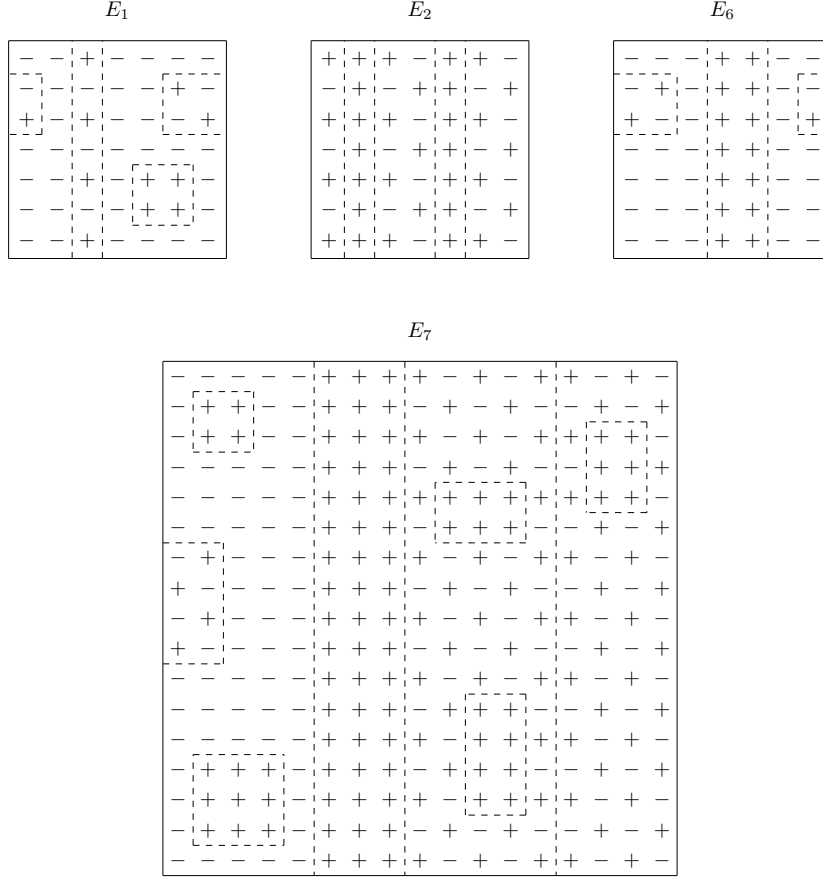 E₁ E₂ E₆
− − + − − − − + + + − + + − − − − + + − −
− − − − − + − − + − + + − + − + − + + − −
+ − + − − − + + + + − + + − + − − + + − +
− − − − − − − − + − + + − + − − − + + − −
− − + − + + − + + + − + + − − − − + + − −
− − − − + + − − + − + + − + − − − + + − −
− − + − − − − + + + − + + − − − − + + − −
E₇
− − − − − + + + + − + − + + − + −
− + + − − + + + − + − + − − + − +
− + + − − + + + + − + − + + + + −
− − − − − + + + − + − + − − + + +
− − − − − + + + + + + + + + + + −
− − − − − + + + − + + + − − + − +
− + − − − + + + + − + − + + − + −
+ − − − − + + + − + − + − − + − +
− + − − − + + + + − + − + + − + −
+ − − − − + + + − + − + − − + − +
− − − − − + + + + − + − + + − + −
− − − − − + + + − + + + − − + − +
− − − − − + + + + − + + + + − + −
− + + + − + + + − + + + − − + − +
− + + + − + + + + − + + + + − + −
− + + + − + + + − + − + − − + − +
− − − − − + + + + − + − + + − + −